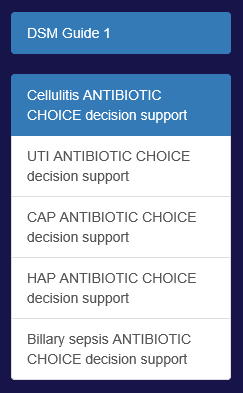 DSM Guide 1
Cellulitis ANTIBIOTIC
CHOICE decision support
UTI ANTIBIOTIC CHOICE
decision support
CAP ANTIBIOTIC CHOICE
decision support
HAP ANTIBIOTIC CHOICE
decision support
Billary sepsis ANTIBIOTIC
CHOICE decision support